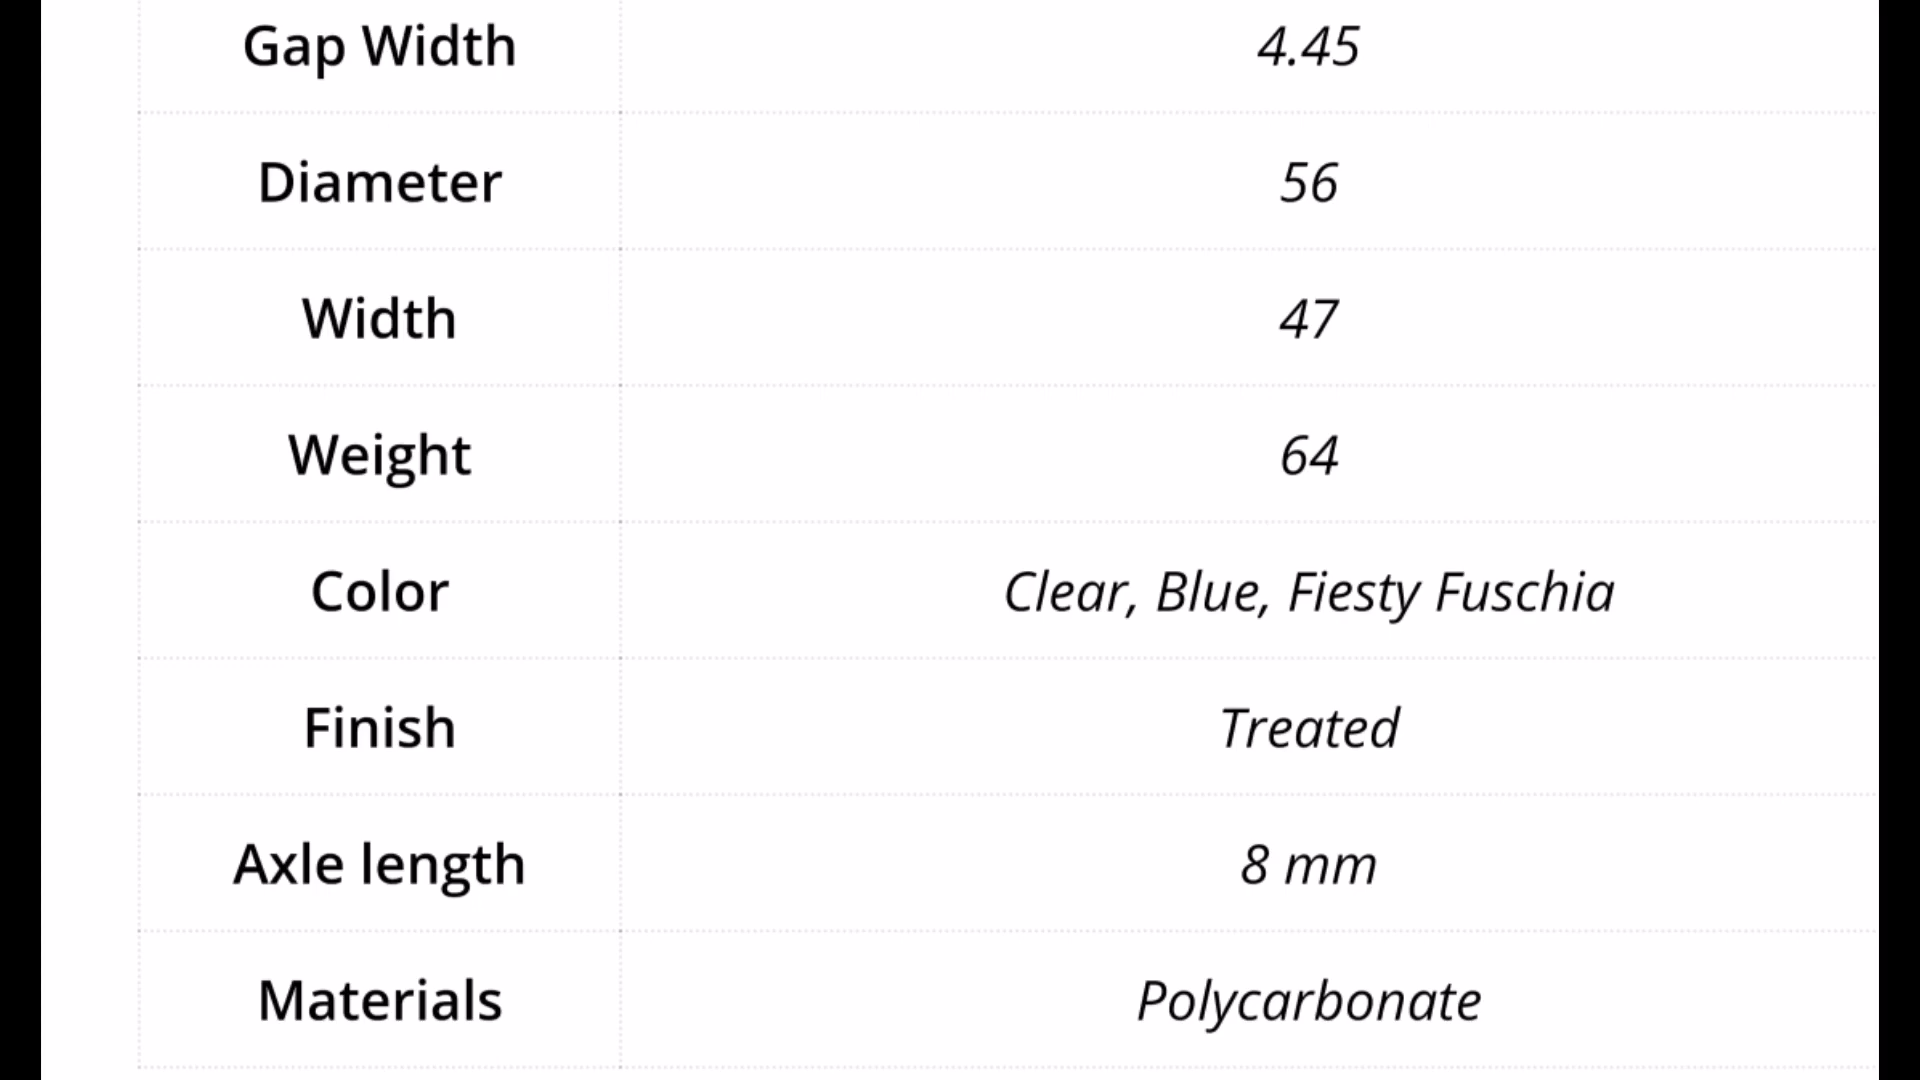 Gap Width 4.45
Diameter 56
Width 47
Weight 64
Color Clear, Blue, Fiesty Fuschia
Finish Treated
Axle length 8 mm
Materials Polycarbonate